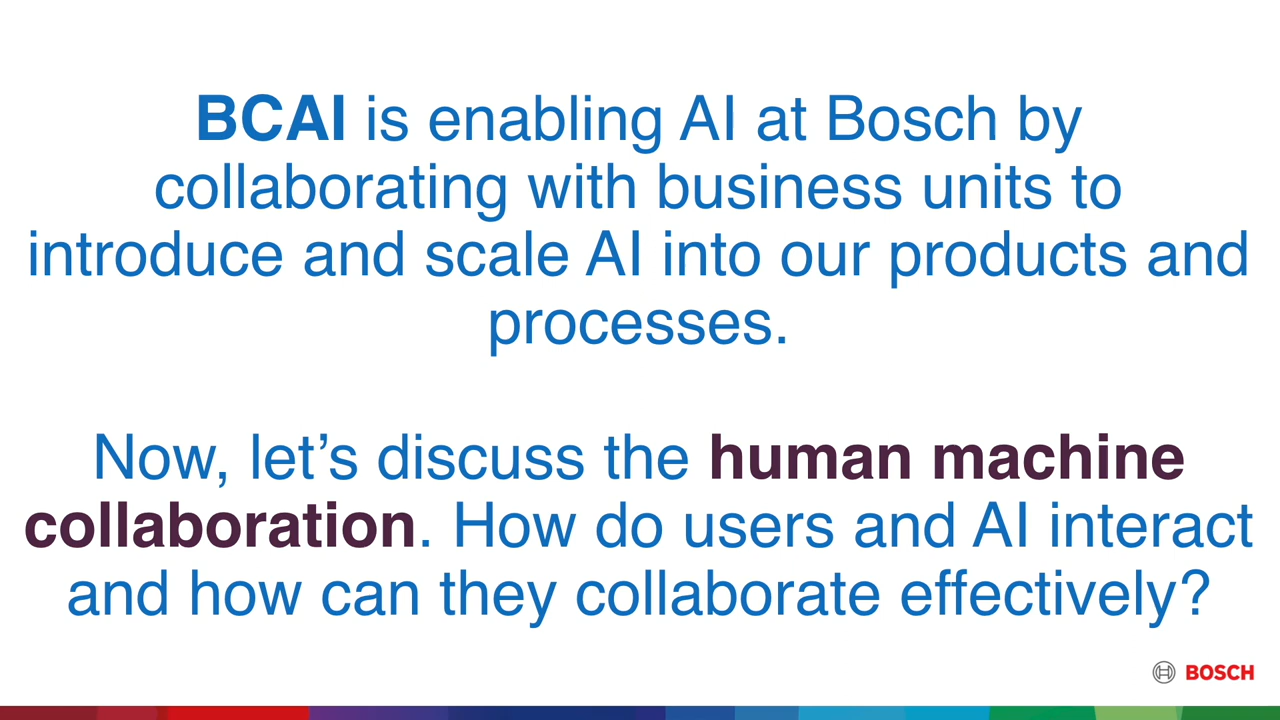 BCAI is enabling AI at Bosch by
collaborating with business units to
introduce and scale AI into our products and
processes.
Now, let’s discuss the human machine
collaboration. How do users and AI interact
and how can they collaborate effectively?
BOSCH